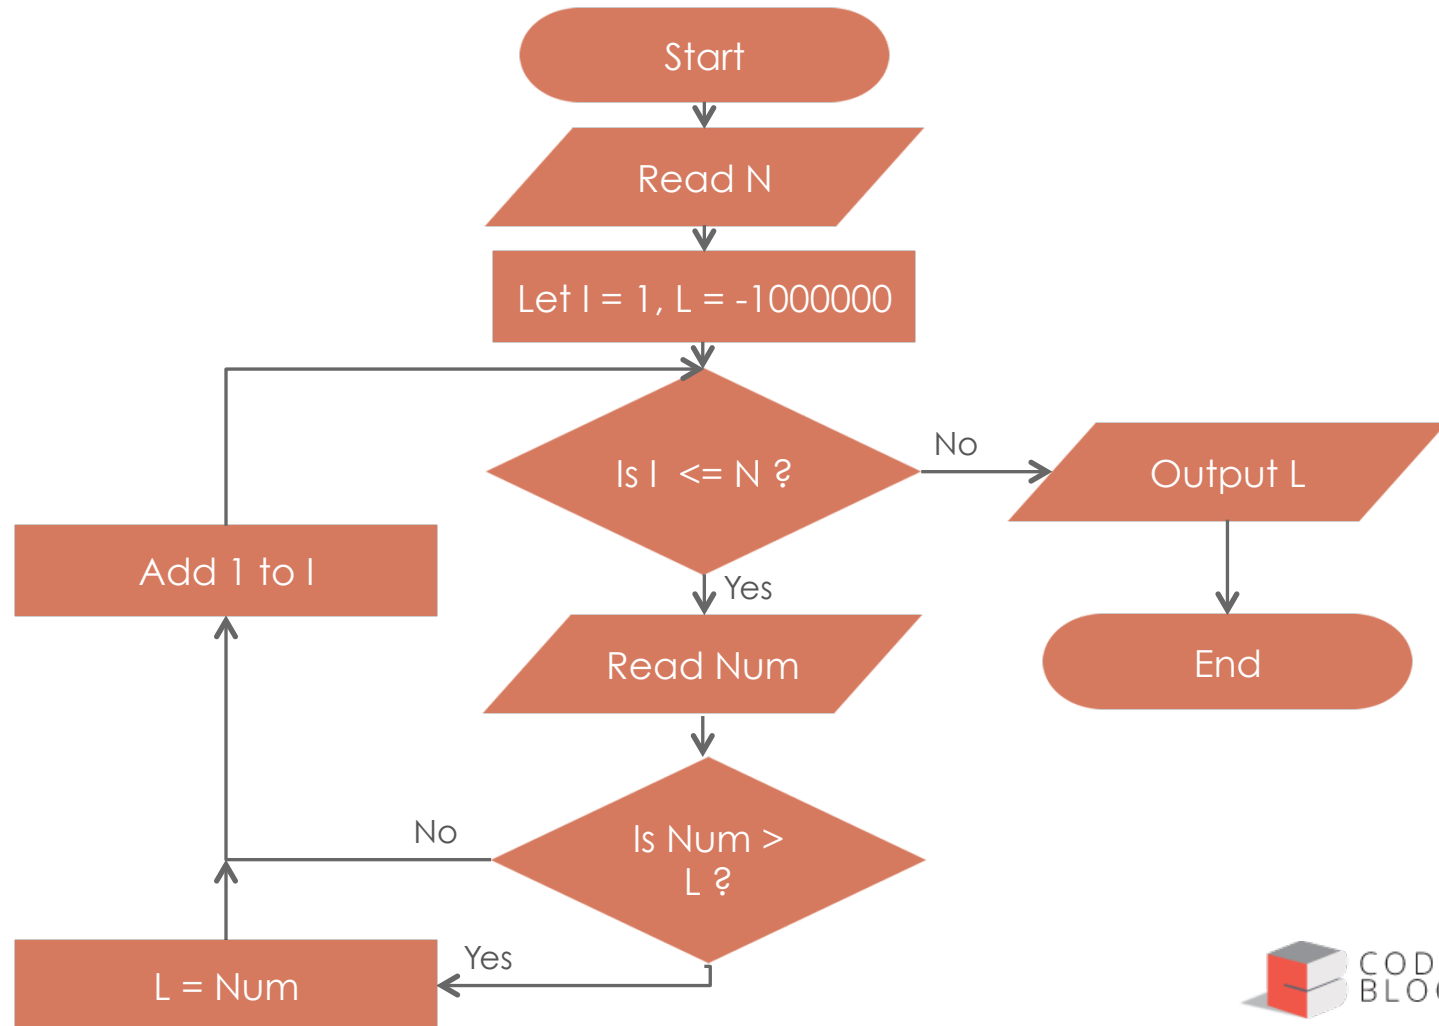 Start
Read N
Let I = 1, L = -1000000
Is I <= N ?
No
Output L
Add 1 to I
Yes
Read Num
End
No
Is Num >
L ?
Yes
L = Num